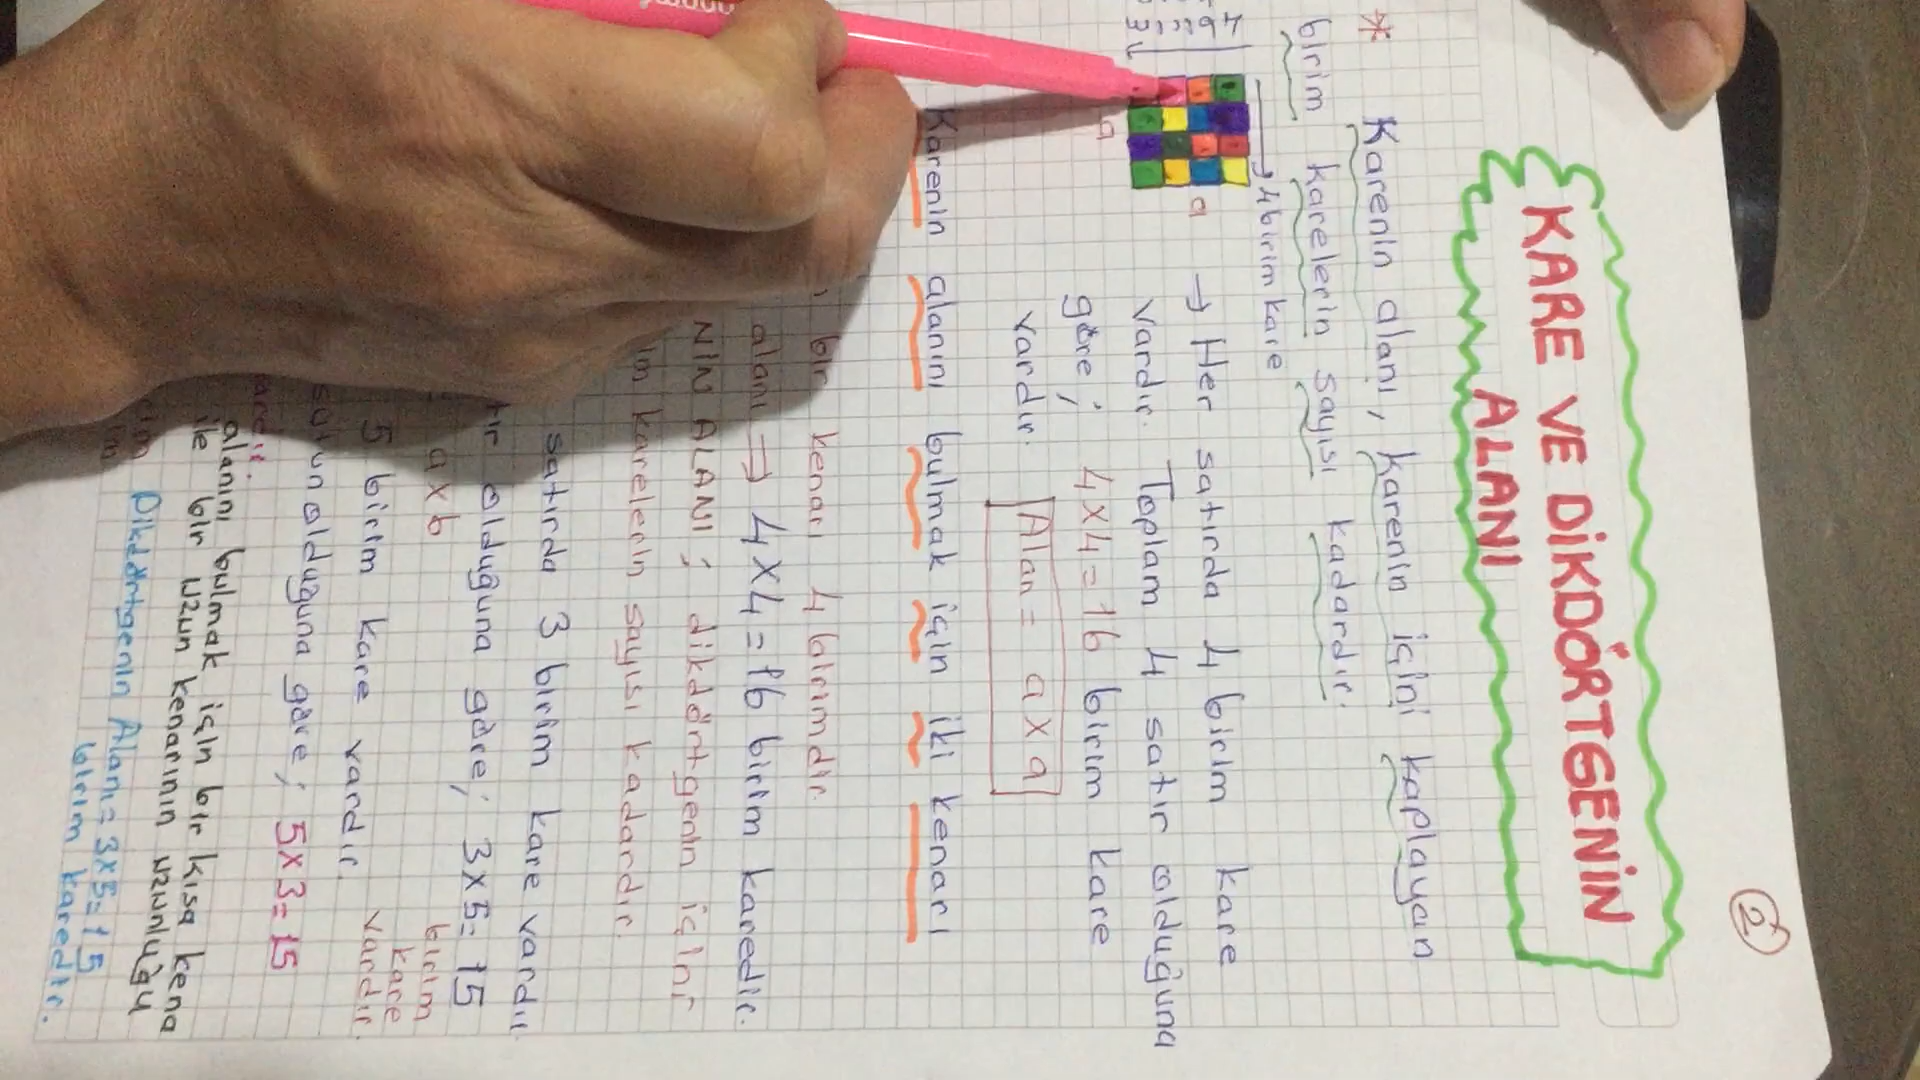 2
KARE VE DİKDÖRTGENİN
ALANI
* Karenin alanı, karenin içini kaplayan
birim karelerin sayısı kadardır.
4 birim kare
a
→ Her satırda 4 birim kare
vardır. Toplam 4 satır olduğuna
a
göre; 4x4=16 birim kare
vardır. Alan = a x a
Karenin alanını bulmak için iki kenarı
bir kenarı 4 birimdir.
alanı → 4x4=16 birim karedir.
NİN ALANI; dikdörtgenin içini
karelerin sayısı kadardır.
satırda 3 birim kare vardır.
olduğuna göre; 3x5=15
a x b
birim
kare
vardır.
5 birim kare vardır.
olduğuna göre; 5x3=15
alanını bulmak için bir kısa kena
ile bir uzun kenarının uzunluğu
Dikdörtgenin Alanı= 3x5=15
birim karedir.